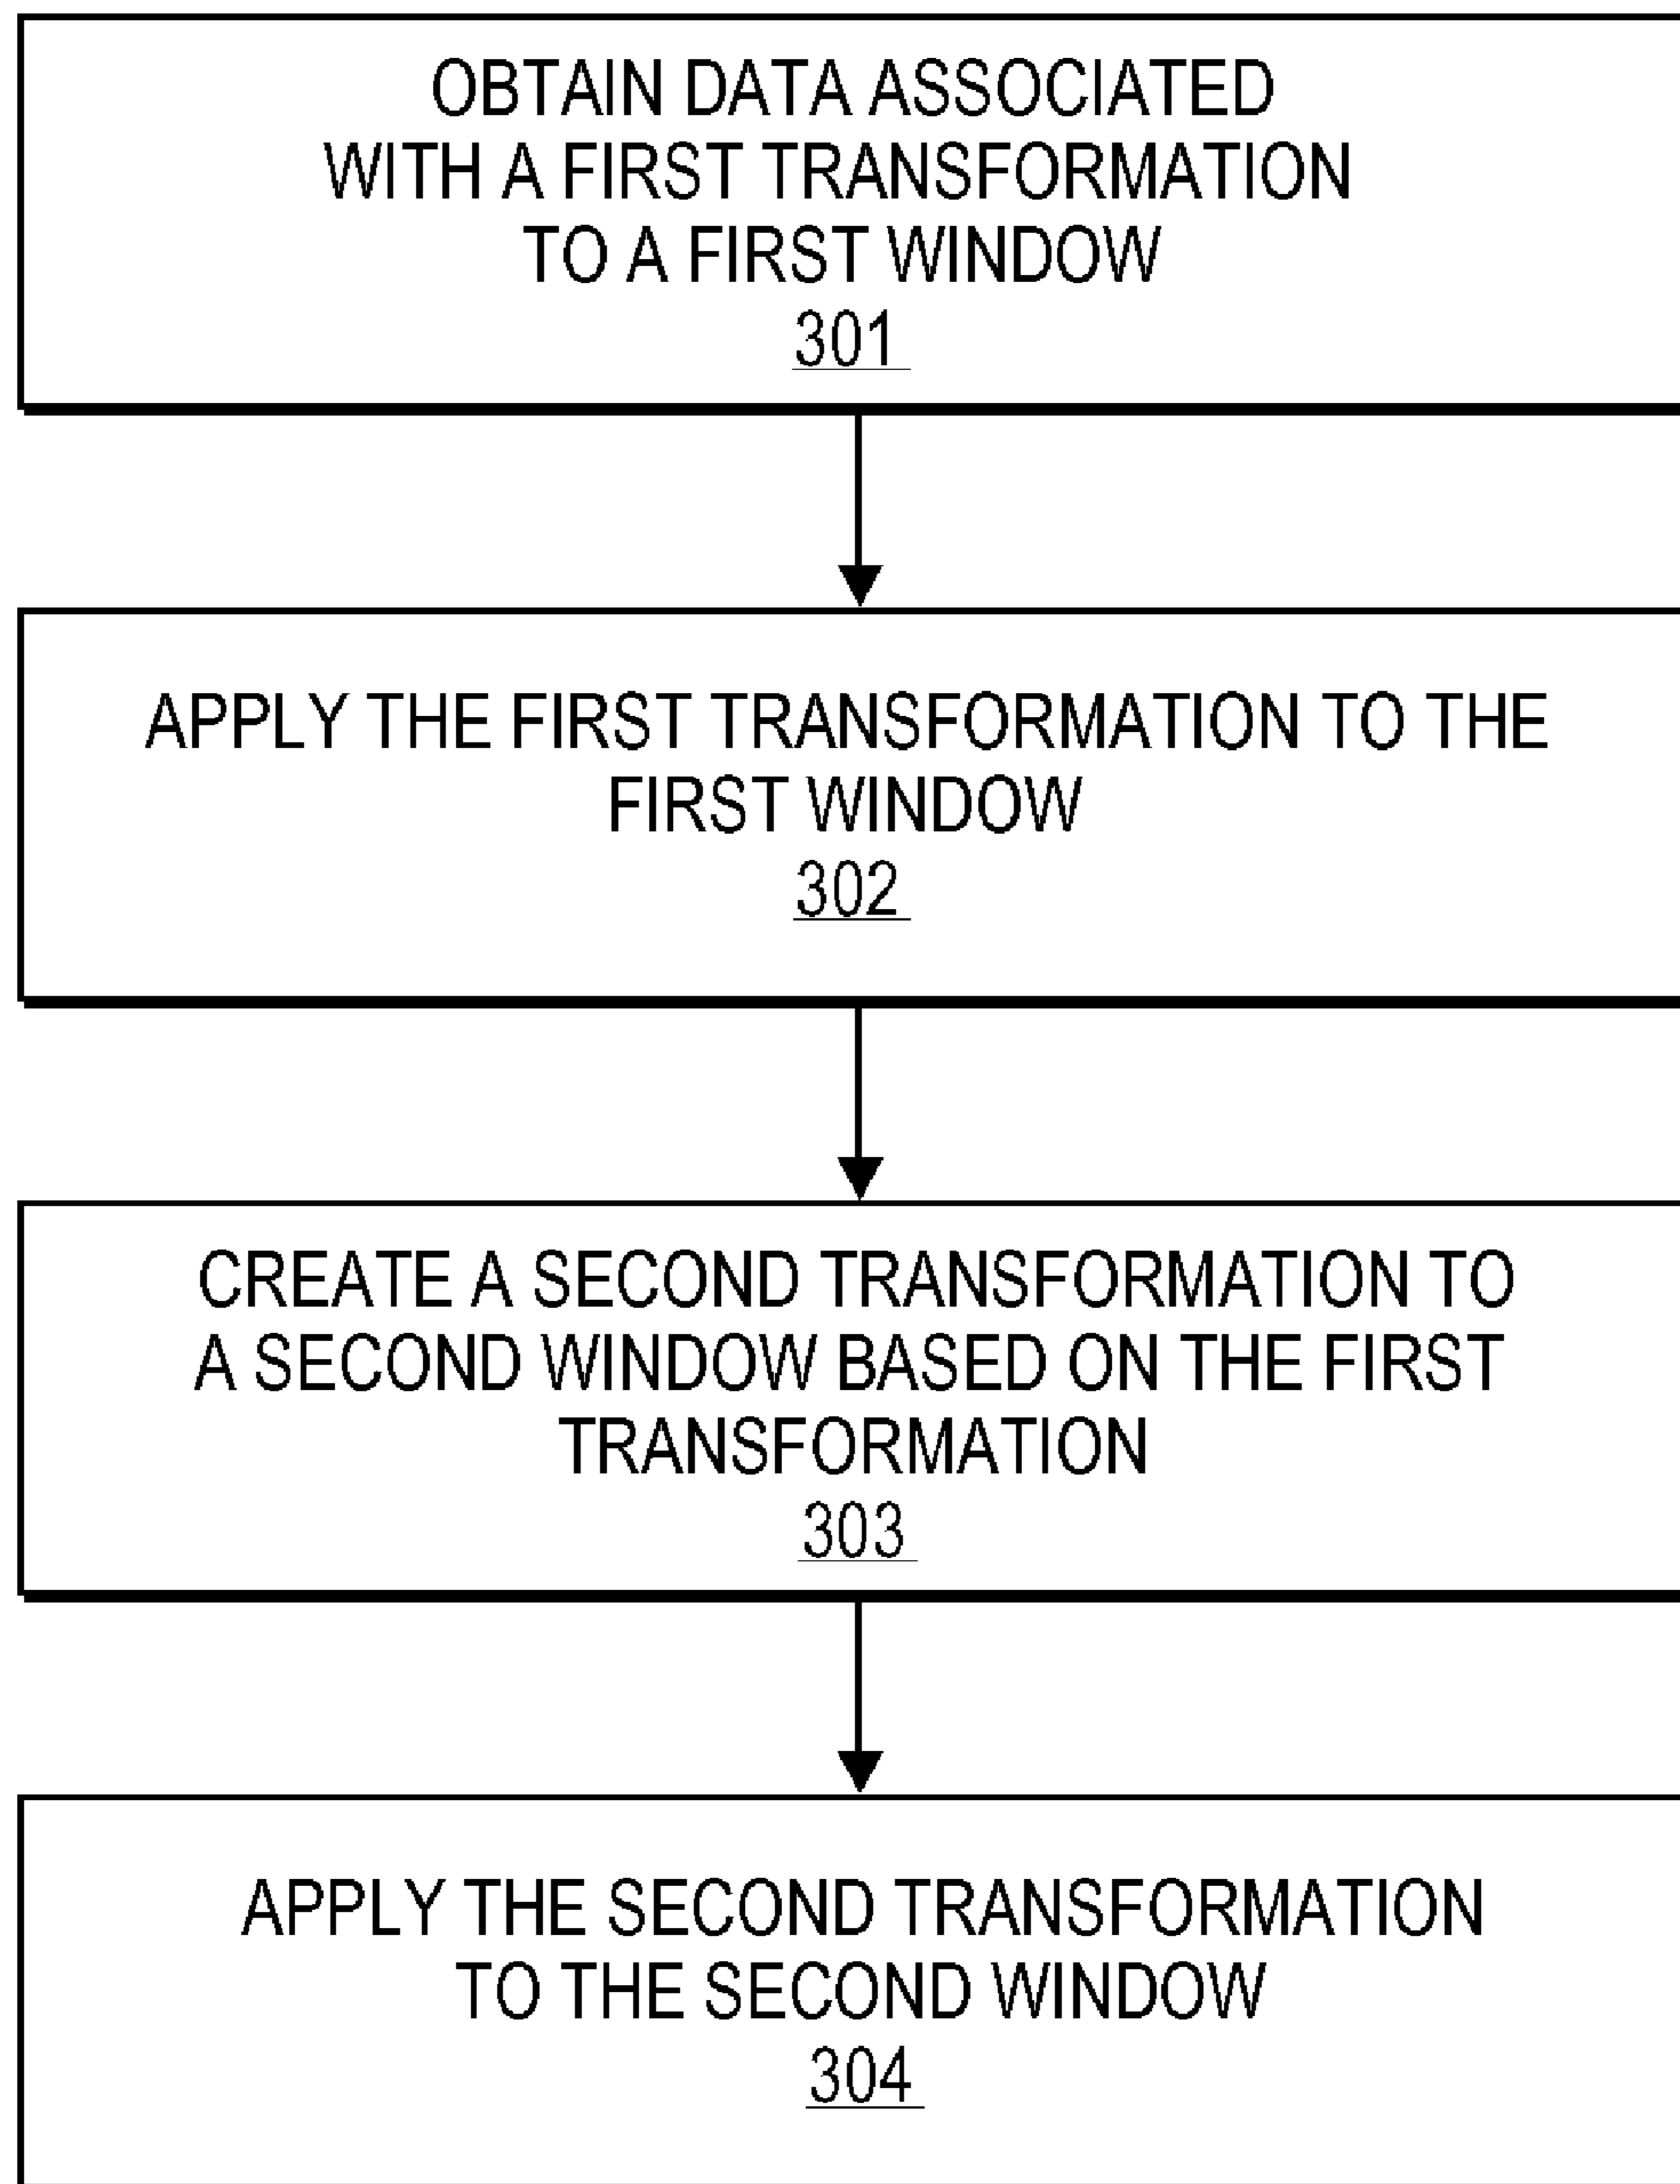 OBTAIN DATA ASSOCIATED
WITH A FIRST TRANSFORMATION
TO A FIRST WINDOW
301
APPLY THE FIRST TRANSFORMATION TO THE
FIRST WINDOW
302
CREATE A SECOND TRANSFORMATION TO
A SECOND WINDOW BASED ON THE FIRST
TRANSFORMATION
303
APPLY THE SECOND TRANSFORMATION
TO THE SECOND WINDOW
304